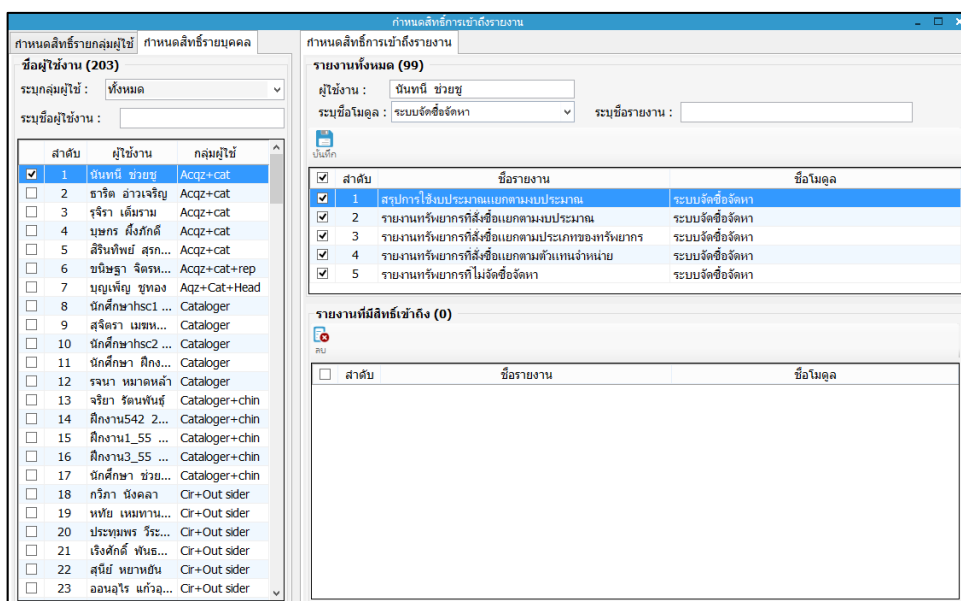 กำหนดสิทธิ์การเข้าถึงรายงาน
กำหนดสิทธิ์รายกลุ่มผู้ใช้ กำหนดสิทธิ์รายบุคคล
ชื่อผู้ใช้งาน (203)
ระบุกลุ่มผู้ใช้ : ทั้งหมด
ระบุชื่อผู้ใช้งาน :
ลำดับ ผู้ใช้งาน กลุ่มผู้ใช้
1 นันทนี ช่วยชู Acqz+cat
2 ธาริต อ่าวเจริญ Acqz+cat
3 รุจิรา เต็มราม Acqz+cat
4 บุษกร ผึ้งภักดี Acqz+cat
5 สิรินทิพย์ สุรก... Acqz+cat
6 ขนิษฐา จิตรห... Acqz+cat+rep
7 บุญเพ็ญ ชูทอง Aqz+Cat+Head
8 นักศึกษาhsc1 ... Cataloger
9 สุจิตรา เมฆห... Cataloger
10 นักศึกษาhsc2 ... Cataloger
11 นักศึกษา ฝึกง... Cataloger
12 รจนา หมาดหล้า Cataloger
13 จริยา รัตนพันธุ์ Cataloger+chin
14 ฝึกงาน542 2... Cataloger+chin
15 ฝึกงาน1_55 ... Cataloger+chin
16 ฝึกงาน3_55 ... Cataloger+chin
17 นักศึกษา ช่วย... Cataloger+chin
18 กวิภา นังคลา Cir+Out sider
19 หทัย เหมทาน... Cir+Out sider
20 ประทุมพร วีระ... Cir+Out sider
21 เริงศักดิ์ พันธ... Cir+Out sider
22 สุนีย์ หยาหยัน Cir+Out sider
23 ออนอุไร แก้วอุ... Cir+Out sider
กำหนดสิทธิ์การเข้าถึงรายงาน
รายงานทั้งหมด (99)
ผู้ใช้งาน : นันทนี ช่วยชู
ระบุชื่อโมดูล : ระบบจัดซื้อจัดหา ระบุชื่อรายงาน :
บันทึก
ลำดับ ชื่อรายงาน ชื่อโมดูล
1 สรุปการใช้งบประมาณแยกตามงบประมาณ ระบบจัดซื้อจัดหา
2 รายงานทรัพยากรที่สั่งซื้อแยกตามงบประมาณ ระบบจัดซื้อจัดหา
3 รายงานทรัพยากรที่สั่งซื้อแยกตามประเภทของทรัพยากร ระบบจัดซื้อจัดหา
4 รายงานทรัพยากรที่สั่งซื้อแยกตามตัวแทนจำหน่าย ระบบจัดซื้อจัดหา
5 รายงานทรัพยากรที่ไม่จัดซื้อจัดหา ระบบจัดซื้อจัดหา
รายงานที่มีสิทธิ์เข้าถึง (0)
ลบ
ลำดับ ชื่อรายงาน ชื่อโมดูล